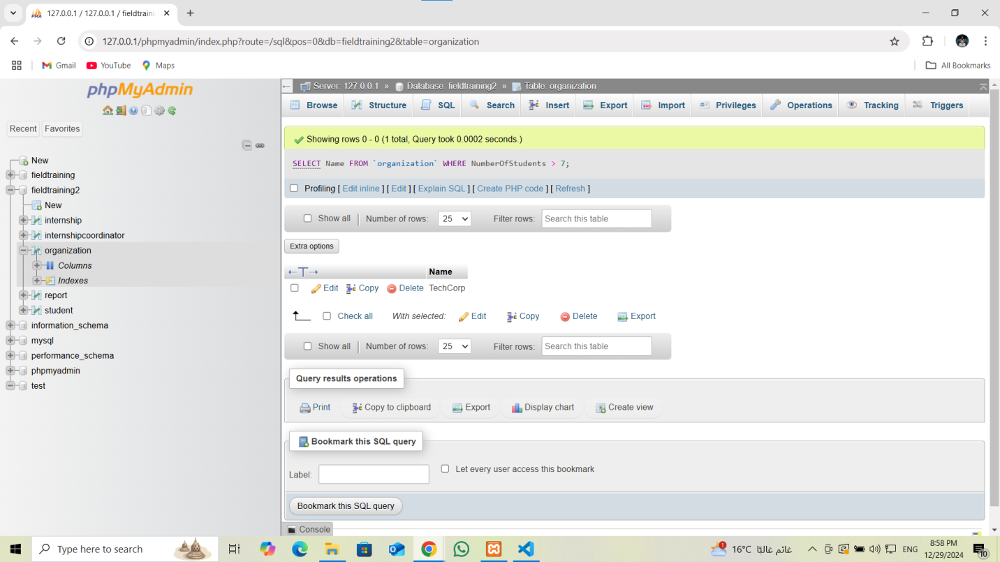 127.0.0.1 / 127.0.0.1 / fieldtraini
127.0.0.1/phpmyadmin/index.php?route=/sql&pos=0&db=fieldtraining2&table=organization
Gmail YouTube Maps All Bookmarks
phpMyAdmin
Recent Favorites
New
fieldtraining
fieldtraining2
New
internship
internshipcoordinator
organization
Columns
Indexes
report
student
information_schema
mysql
performance_schema
phpmyadmin
test
Server: 127.0.0.1 » Database: fieldtraining2 » Table: organization
Browse Structure SQL Search Insert Export Import Privileges Operations Tracking Triggers
Showing rows 0 - 0 (1 total, Query took 0.0002 seconds.)
SELECT Name FROM `organization` WHERE NumberOfStudents > 7;
Profiling [ Edit inline ] [ Edit ] [ Explain SQL ] [ Create PHP code ] [ Refresh ]
Show all Number of rows: 25 Filter rows: Search this table
Extra options
←T→ Name
Edit Copy Delete TechCorp
Check all With selected: Edit Copy Delete Export
Show all Number of rows: 25 Filter rows: Search this table
Query results operations
Print Copy to clipboard Export Display chart Create view
Bookmark this SQL query
Label: Let every user access this bookmark
Bookmark this SQL query
Console
Type here to search 1 16°C غائم غالبًا ENG 8:58 PM
12/29/2024 10